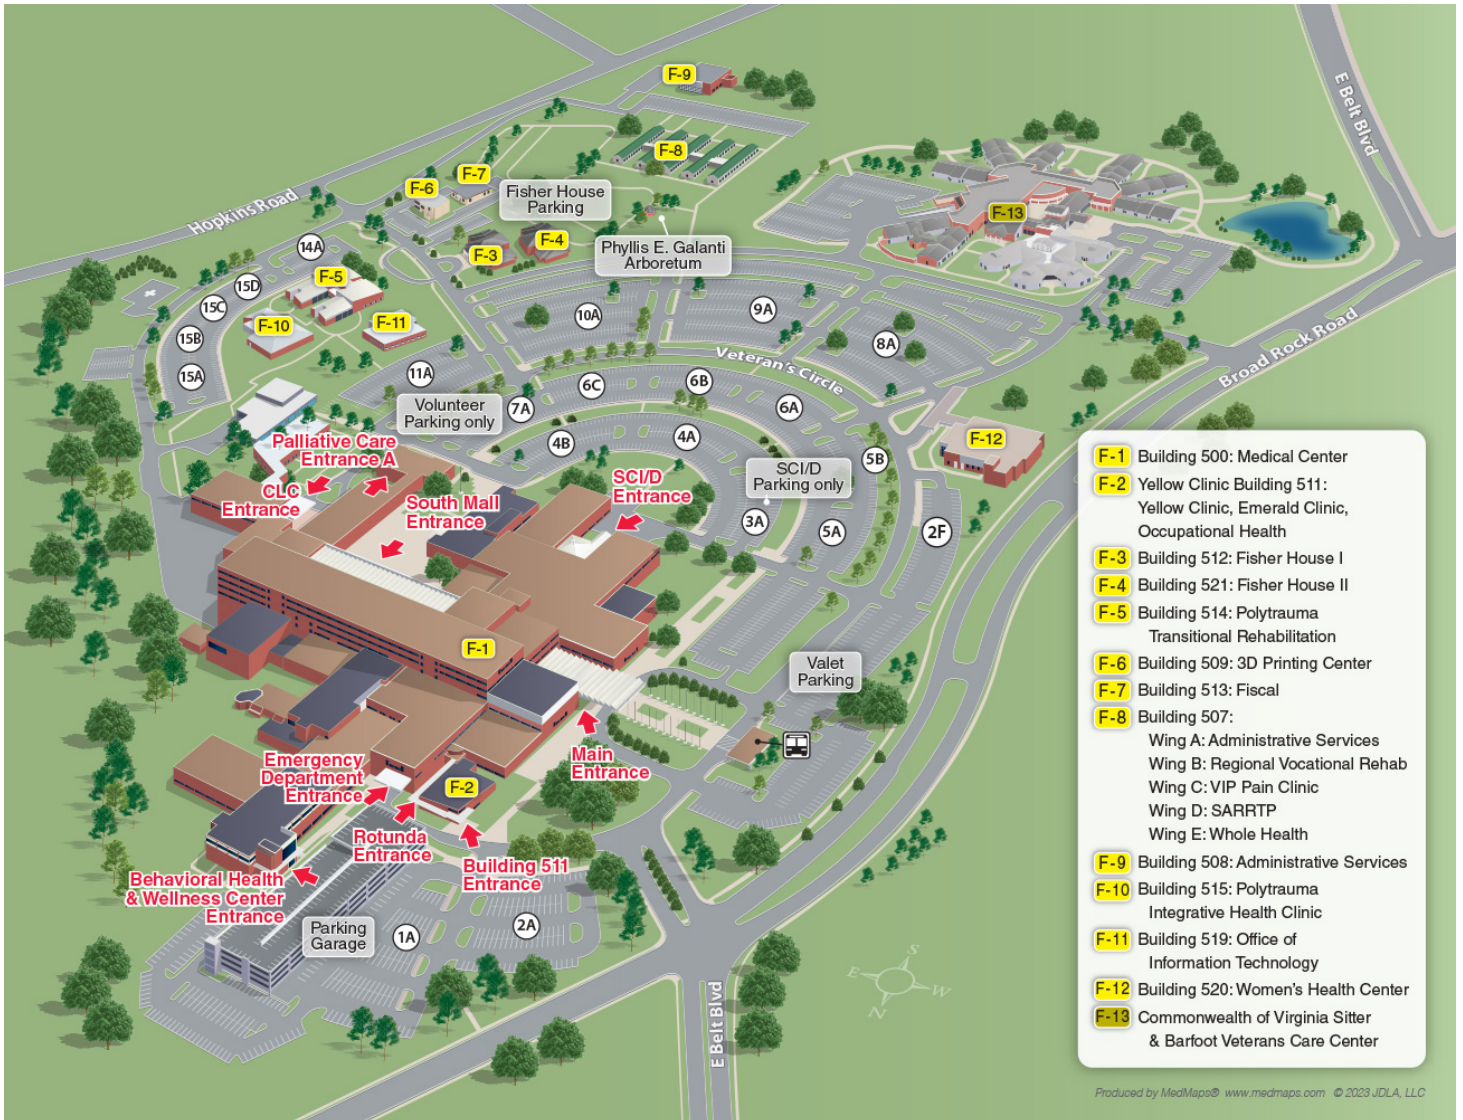 F-9
E Belt Blvd
F-8
F-7
F-6
Fisher House
Parking
Hopkins Road
F-13
F-4
F-3
Phyllis E. Galanti
Arboretum
14A
F-5
15D
15C
10A
9A
F-10
F-11
15B
8A
Broad Rock Road
Veteran's Circle
15A
11A
6C
6B
Volunteer
Parking only
7A
6A
4B
4A
F-12
Palliative Care
Entrance A
5B
SCI/D
Parking only
CLC
Entrance
South Mall
Entrance
SCI/D
Entrance
3A
5A
2F
F-1
Valet
Parking
Main
Entrance
Emergency
Department
Entrance
F-2
Rotunda
Entrance
Building 511
Entrance
Behavioral Health
& Wellness Center
Entrance
Parking
Garage
1A
2A
S
E
W
N
E Belt Blvd
F-1 Building 500: Medical Center
F-2 Yellow Clinic Building 511:
Yellow Clinic, Emerald Clinic,
Occupational Health
F-3 Building 512: Fisher House I
F-4 Building 521: Fisher House II
F-5 Building 514: Polytrauma
Transitional Rehabilitation
F-6 Building 509: 3D Printing Center
F-7 Building 513: Fiscal
F-8 Building 507:
Wing A: Administrative Services
Wing B: Regional Vocational Rehab
Wing C: VIP Pain Clinic
Wing D: SARRTP
Wing E: Whole Health
F-9 Building 508: Administrative Services
F-10 Building 515: Polytrauma
Integrative Health Clinic
F-11 Building 519: Office of
Information Technology
F-12 Building 520: Women's Health Center
F-13 Commonwealth of Virginia Sitter
& Barfoot Veterans Care Center
Produced by MedMaps® www.medmaps.com © 2023 JDLA, LLC